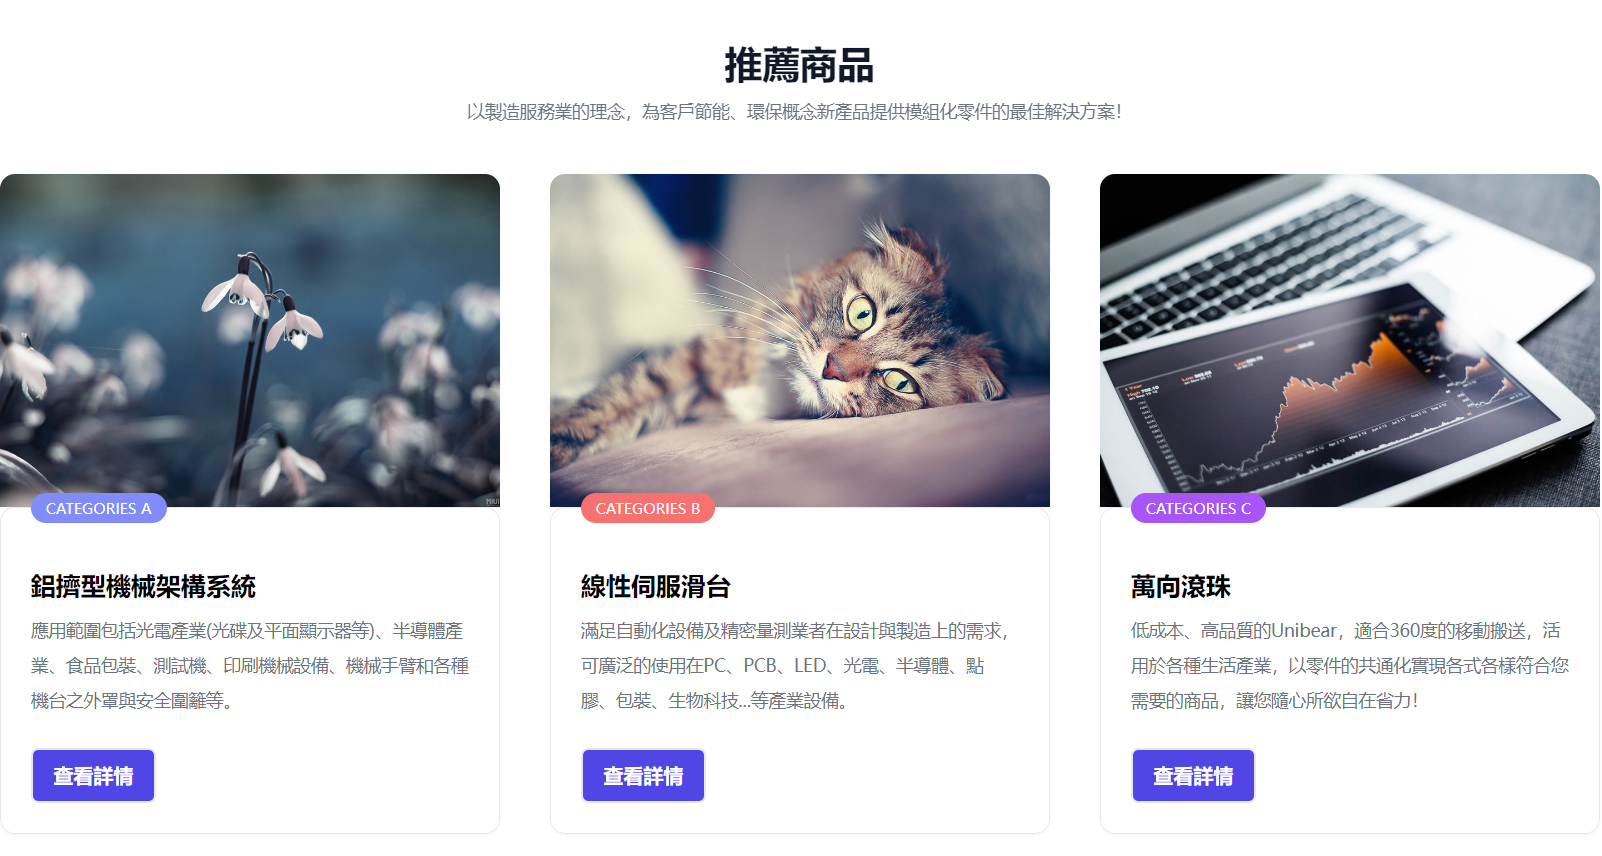 推薦商品
以製造服務業的理念，為客戶節能、環保概念新產品提供模組化零件的最佳解決方案!
MIUI
CATEGORIES A
鋁擠型機械架構系統
應用範圍包括光電產業(光碟及平面顯示器等)、半導體產
業、食品包裝、測試機、印刷機械設備、機械手臂和各種
機台之外罩與安全圍籬等。
查看詳情
CATEGORIES B
線性伺服滑台
滿足自動化設備及精密量測業者在設計與製造上的需求，
可廣泛的使用在PC、PCB、LED、光電、半導體、點
膠、包裝、生物科技...等產業設備。
查看詳情
1 Year
CATEGORIES C
萬向滾珠
低成本、高品質的Unibear，適合360度的移動搬送，活
用於各種生活產業，以零件的共通化實現各式各樣符合您
需要的商品，讓您隨心所欲自在省力!
查看詳情